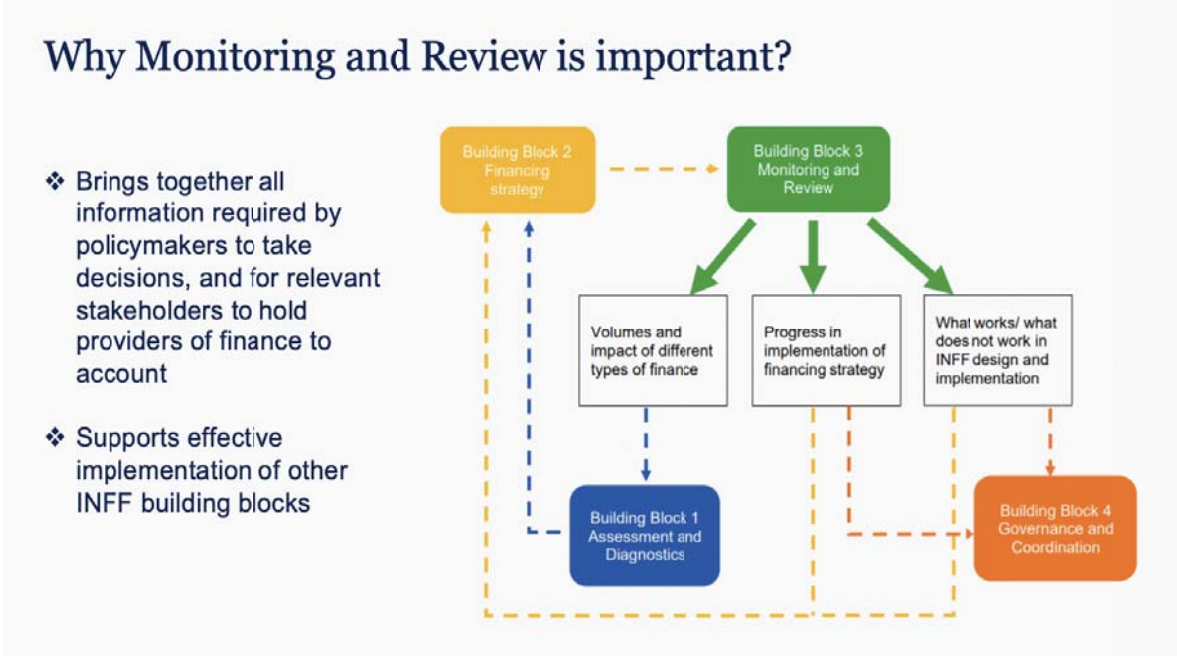 Why Monitoring and Review is important?
❖ Brings together all
information required by
policymakers to take
decisions, and for relevant
stakeholders to hold
providers of finance to
account
❖ Supports effective
implementation of other
INFF building blocks
Building Block 2
Financing
strategy
Building Block 3
Monitoring and
Review
Volumes and
impact of different
types of finance
Progress in
implementation of
financing strategy
What works/ what
does not work in
INFF design and
implementation
Building Block 1
Assessment and
Diagnostics
Building Block 4
Governance and
Coordination